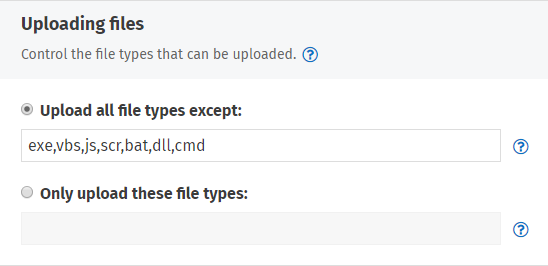 Uploading files
Control the file types that can be uploaded. ?
Upload all file types except:
exe,vbs,js,scr,bat,dll,cmd
?
Only upload these file types:
?